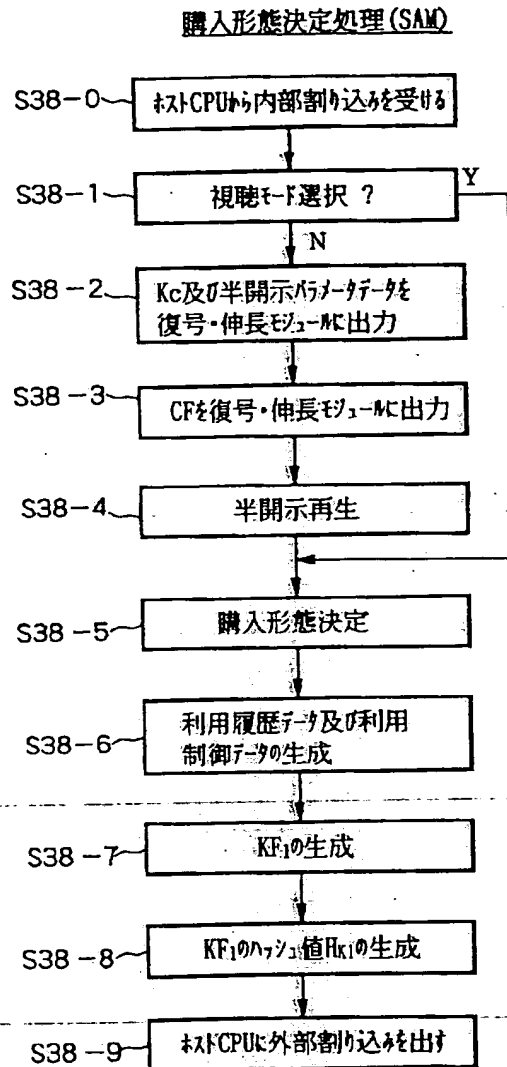 購入形態決定処理(SAM)
S38-0
ホストCPUから内部割り込みを受ける
S38-1
視聴モード選択 ?
Y
N
S38-2
Kc及び半開示パラメータデータを
復号・伸長モジュールに出力
S38-3
CFを復号・伸長モジュールに出力
S38-4
半開示再生
S38-5
購入形態決定
S38-6
利用履歴データ及び利用
制御データの生成
S38-7
KF₁の生成
S38-8
KF₁のハッシュ値HK1の生成
S38-9
ホストCPUに外部割り込みを出す